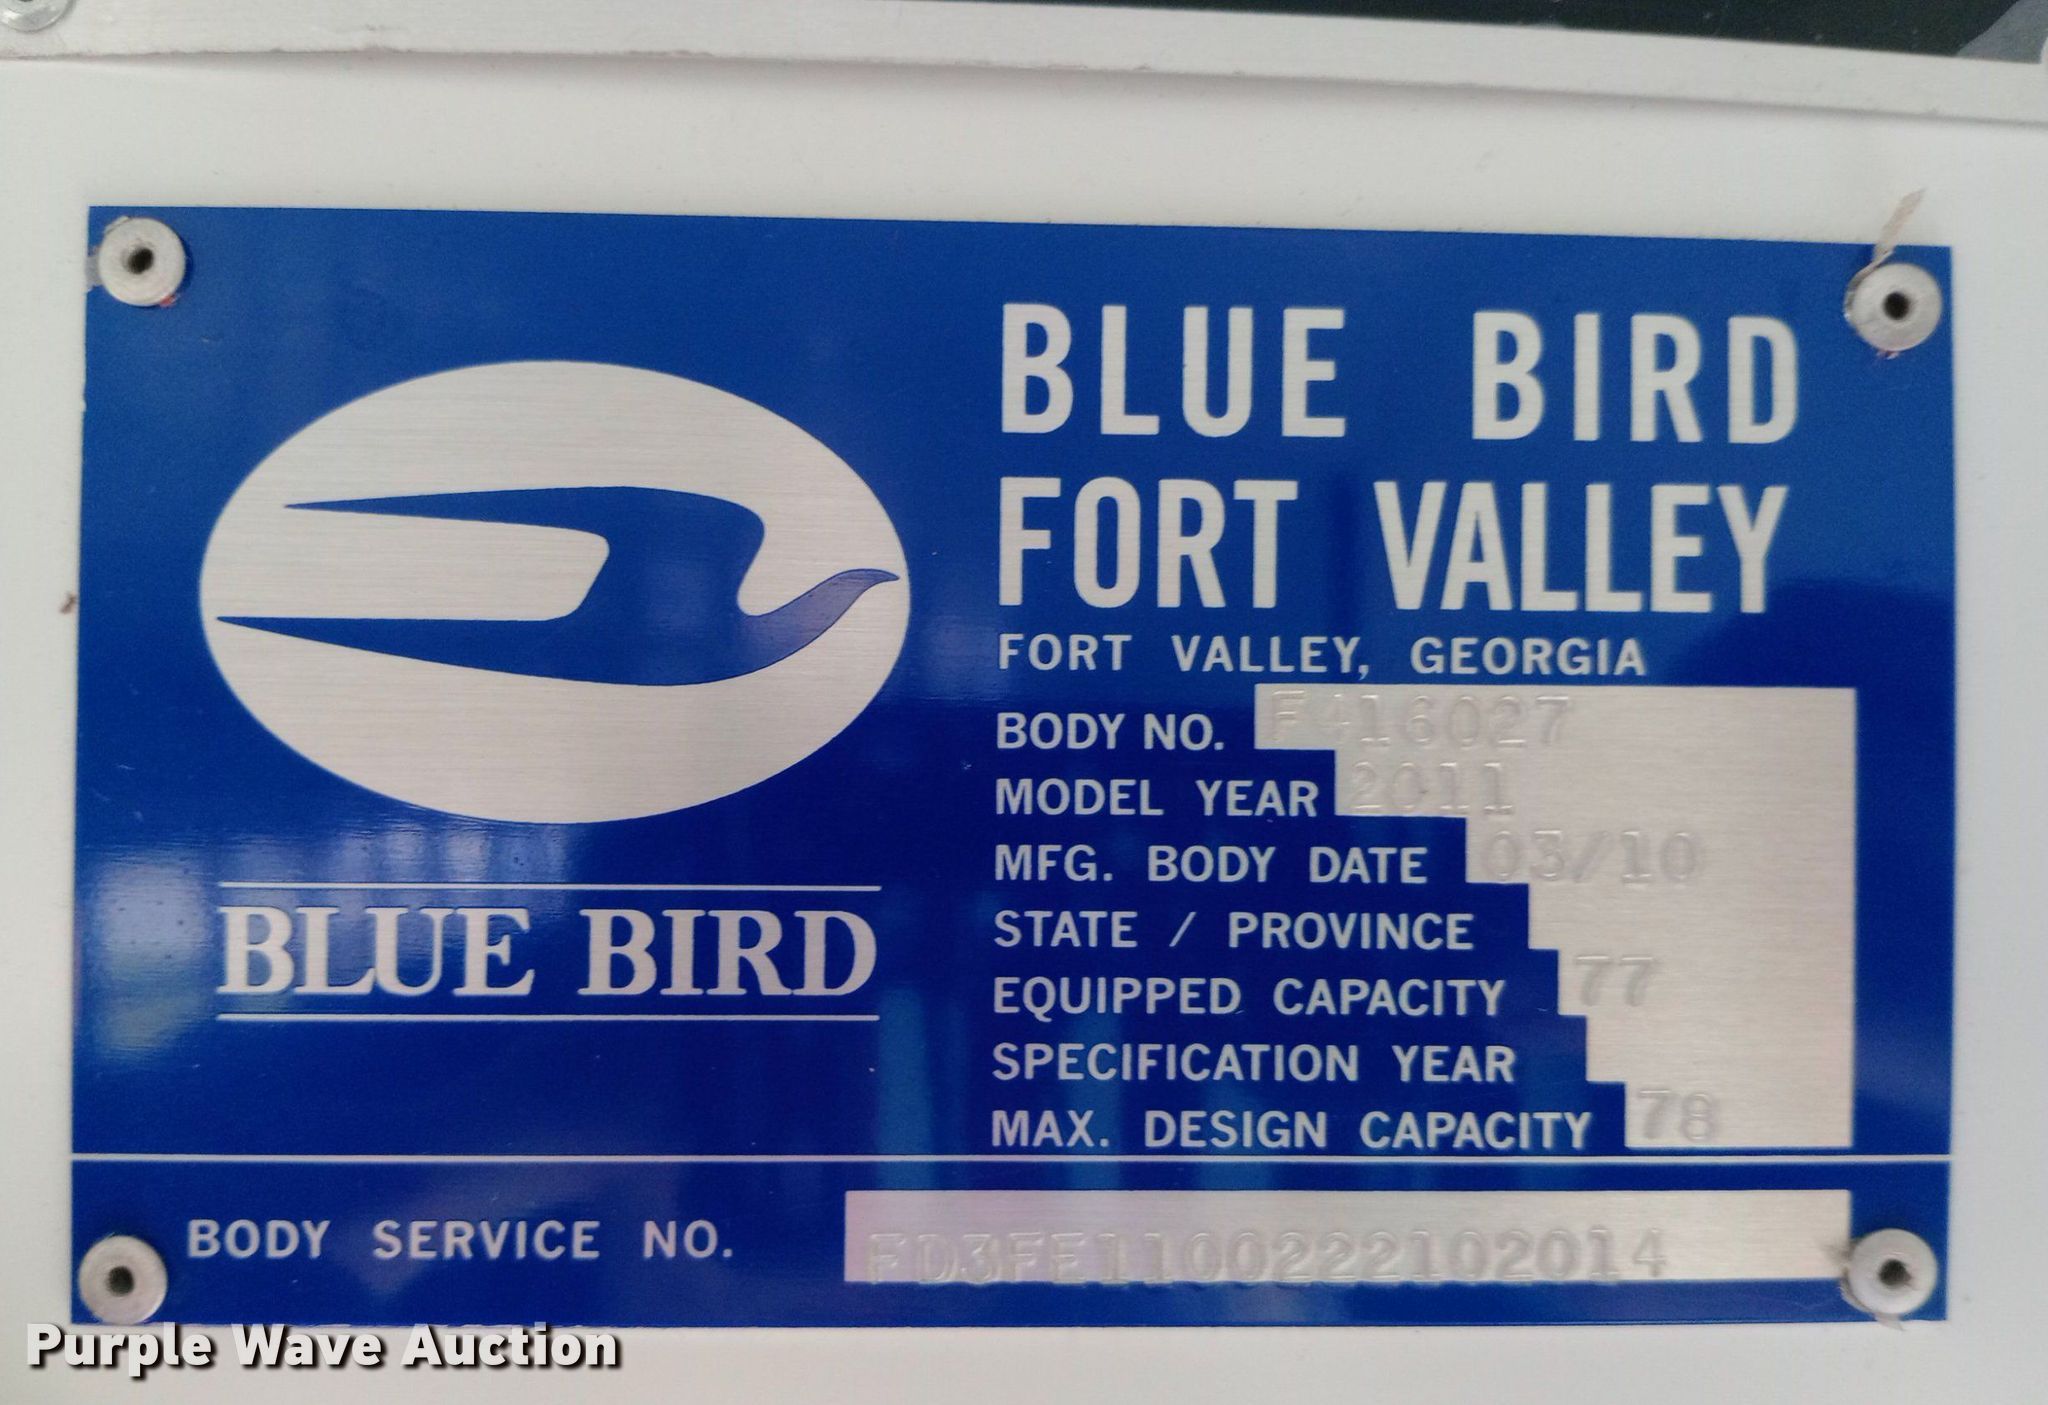 BLUE BIRD
BLUE BIRD
FORT VALLEY
FORT VALLEY, GEORGIA
BODY NO. F416027
MODEL YEAR 2011
MFG. BODY DATE 03/10
STATE / PROVINCE
EQUIPPED CAPACITY 77
SPECIFICATION YEAR
MAX. DESIGN CAPACITY 78
BODY SERVICE NO. FD3FE1100222102014
Purple Wave Auction